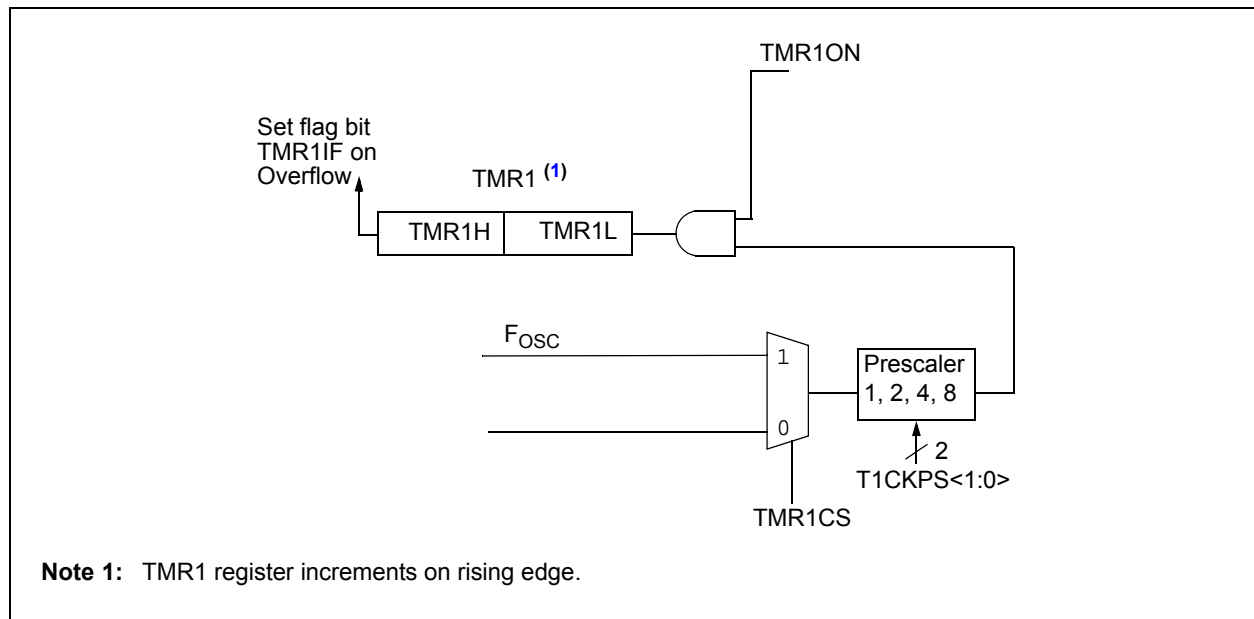 TMR1ON
Set flag bit
TMR1IF on
Overflow
TMR1 (1)
TMR1H TMR1L
FOSC
1
Prescaler
1, 2, 4, 8
0
2
T1CKPS<1:0>
TMR1CS
Note 1: TMR1 register increments on rising edge.